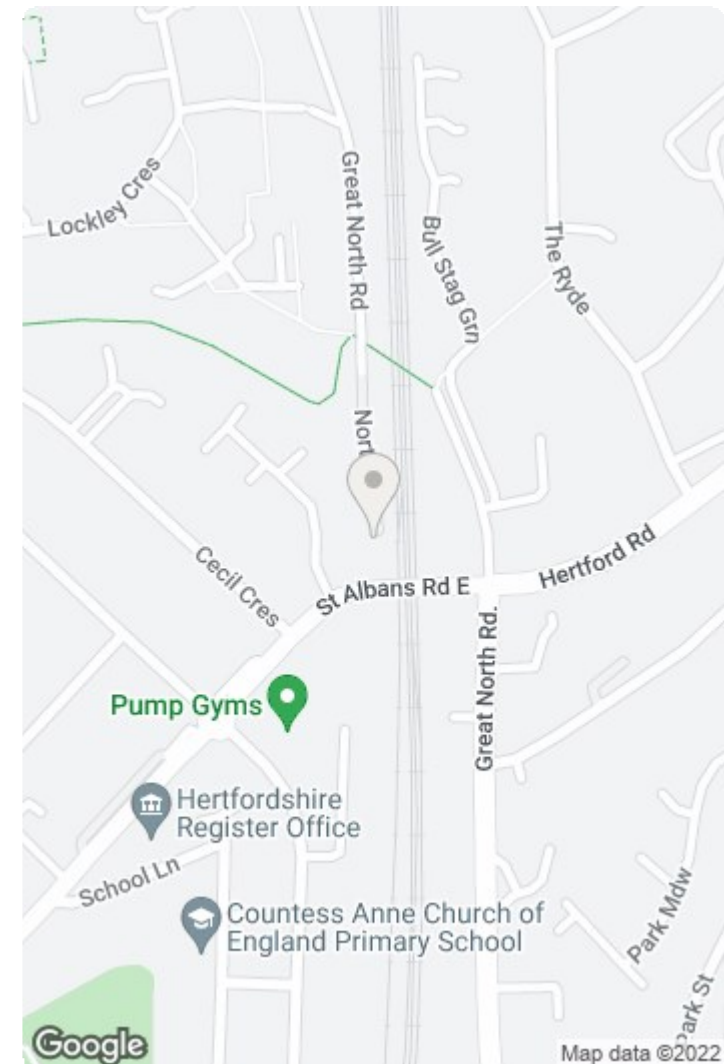 Lockley Cres
Great North Rd
Bull Stag Grn
The Ryde
Nort
Cecil Cres
St Albans Rd E
Hertford Rd
Great North Rd.
Pump Gyms
Hertfordshire
Register Office
School Ln
Countess Anne Church of
England Primary School
Park Mdw
Park St
Google
Map data ©2022